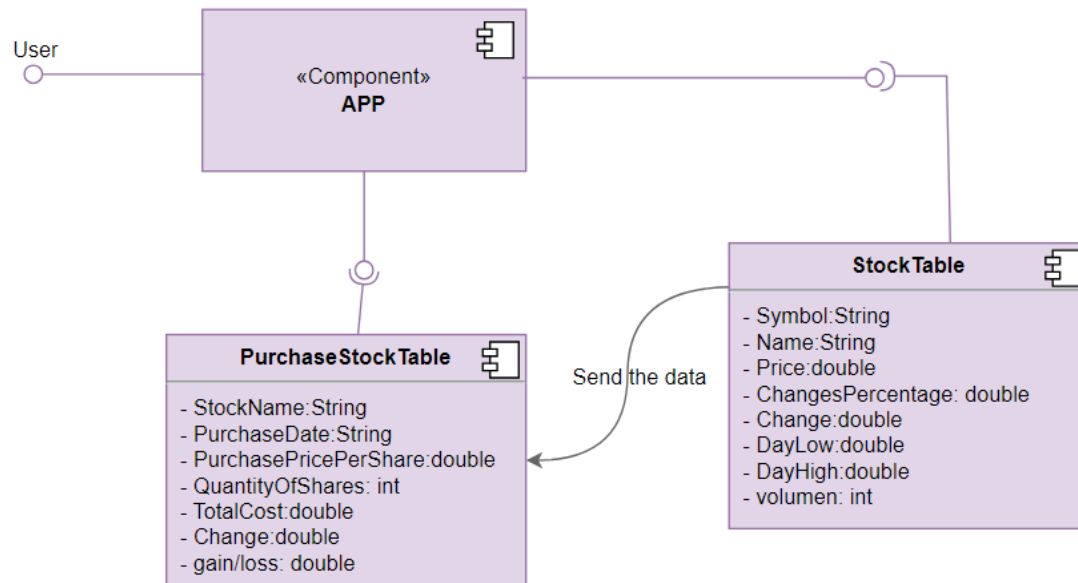 User
«Component»
APP
StockTable
- Symbol:String
- Name:String
- Price:double
- ChangesPercentage: double
- Change:double
- DayLow:double
- DayHigh:double
- volumen: int
Send the data
PurchaseStockTable
- StockName:String
- PurchaseDate:String
- PurchasePricePerShare:double
- QuantityOfShares: int
- TotalCost:double
- Change:double
- gain/loss: double